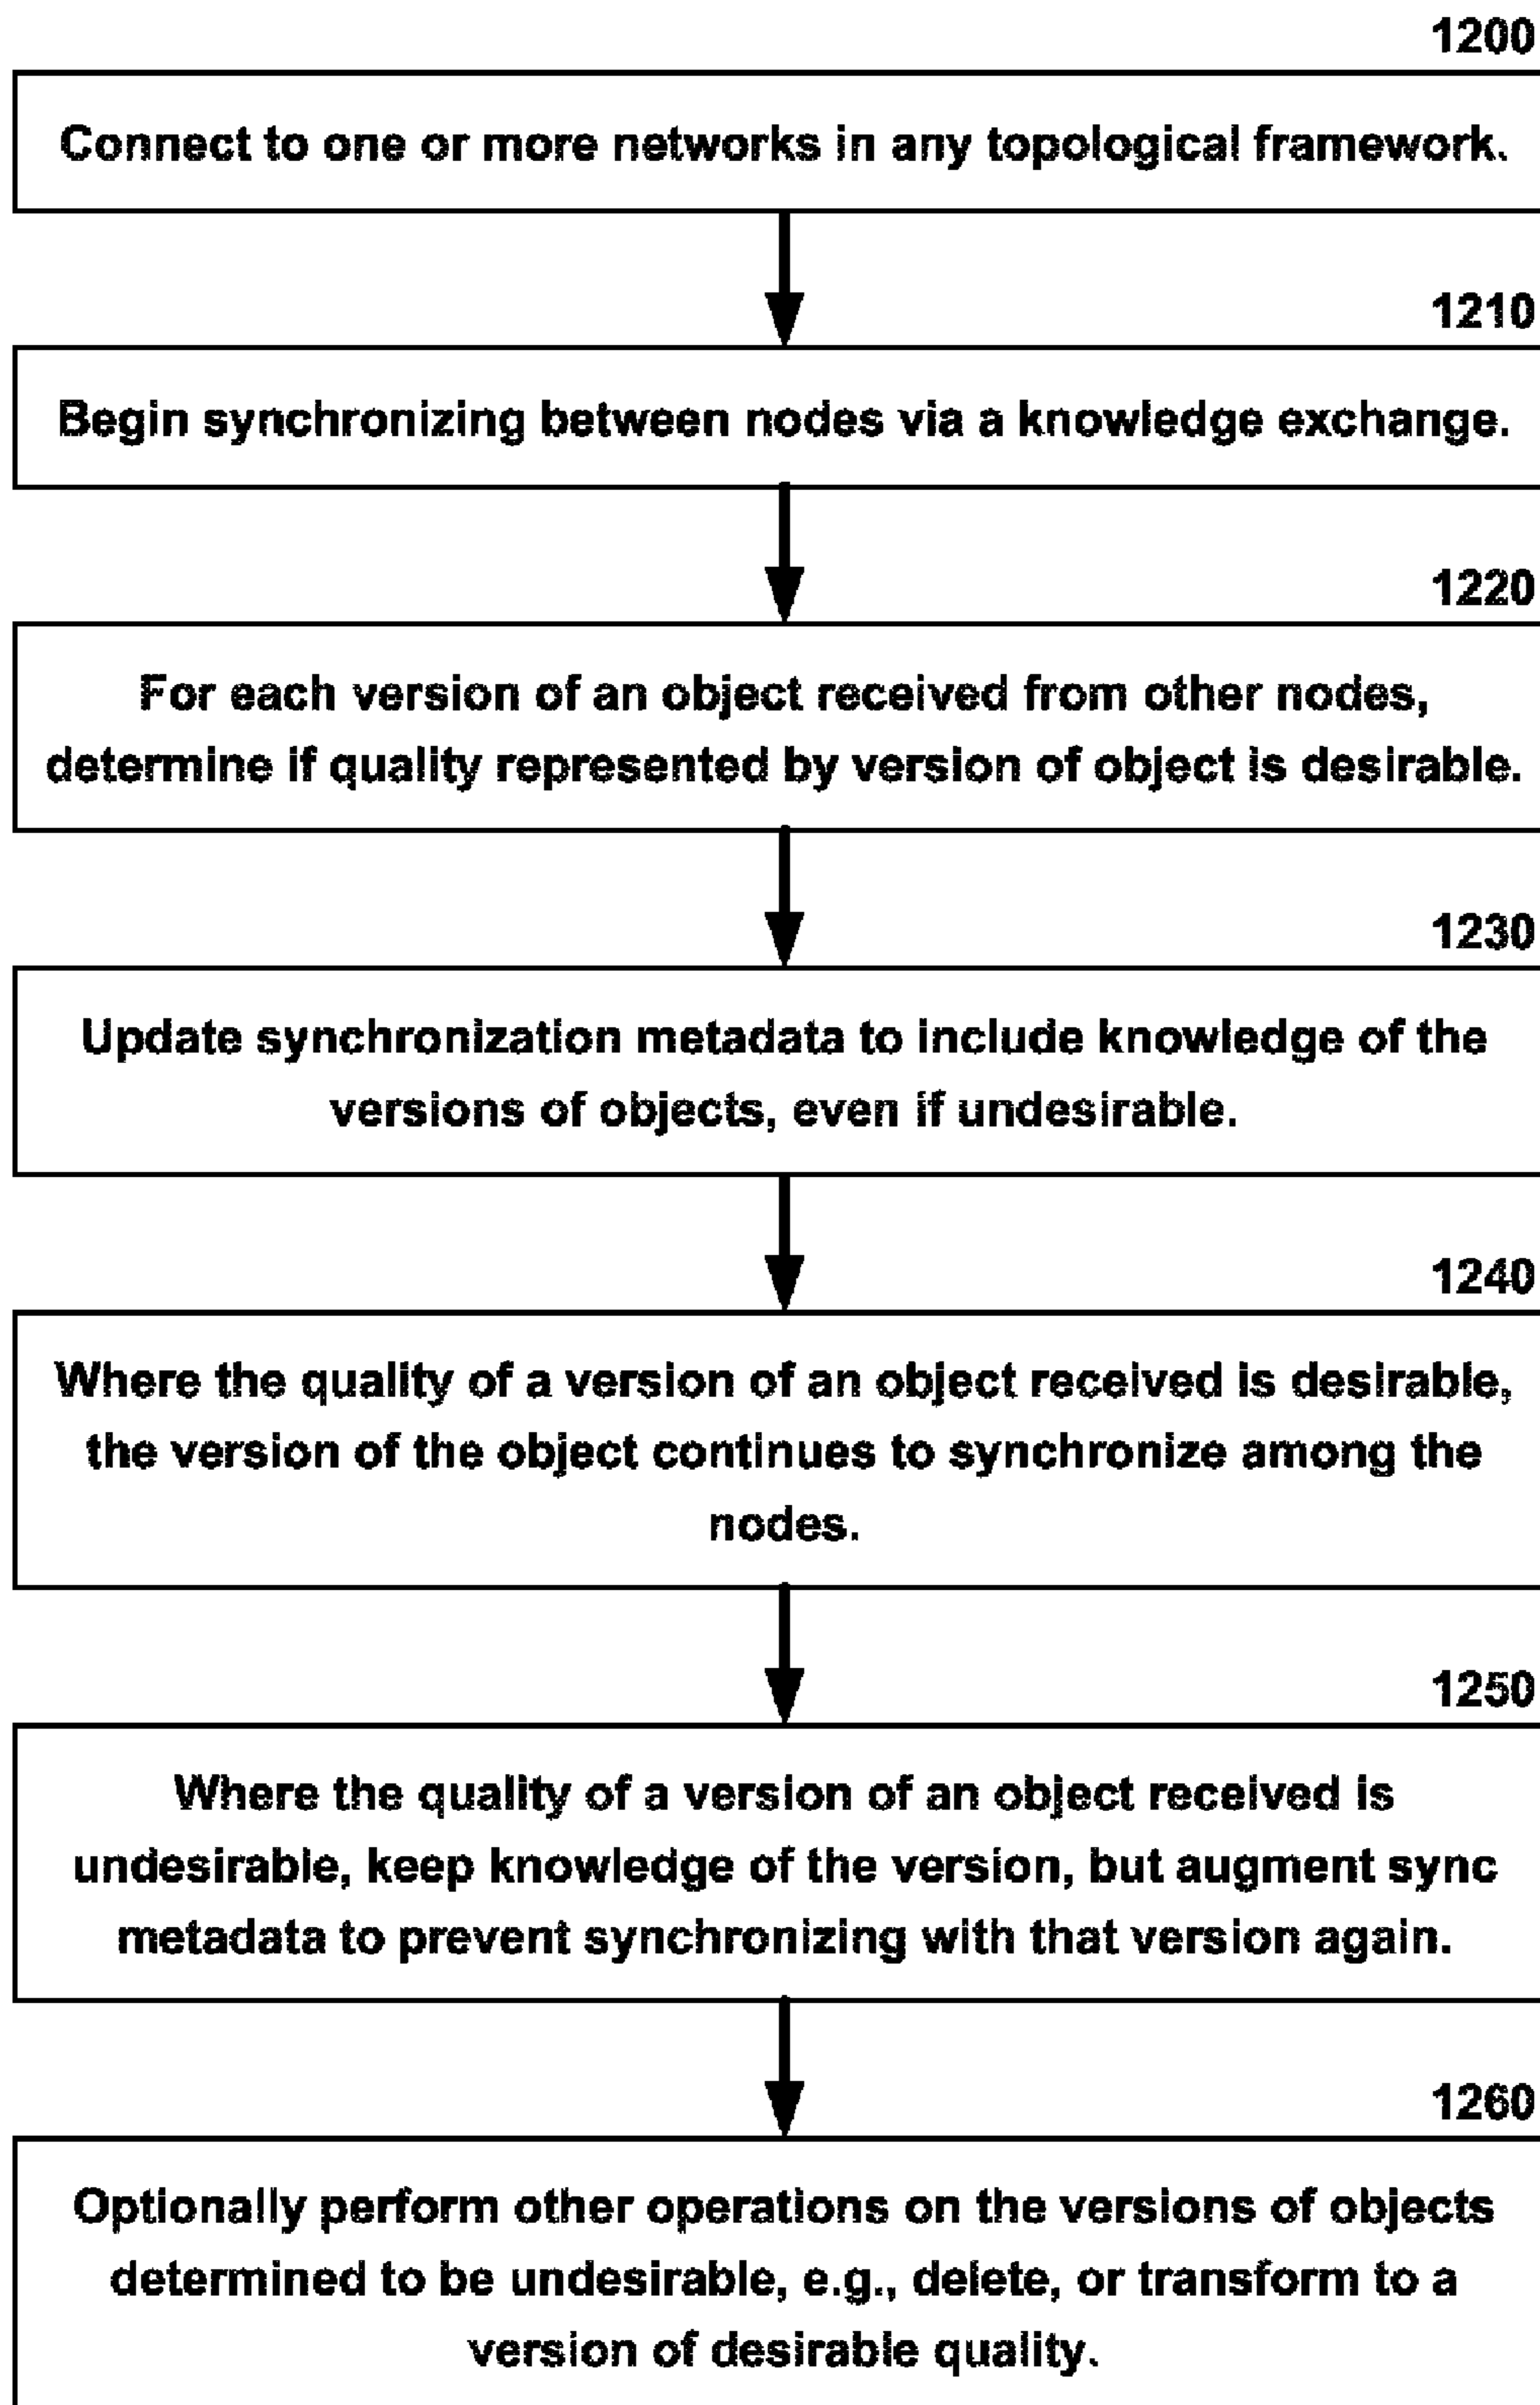 1200
Connect to one or more networks in any topological framework.
1210
Begin synchronizing between nodes via a knowledge exchange.
1220
For each version of an object received from other nodes,
determine if quality represented by version of object is desirable.
1230
Update synchronization metadata to include knowledge of the
versions of objects, even if undesirable.
1240
Where the quality of a version of an object received is desirable,
the version of the object continues to synchronize among the
nodes.
1250
Where the quality of a version of an object received is
undesirable, keep knowledge of the version, but augment sync
metadata to prevent synchronizing with that version again.
1260
Optionally perform other operations on the versions of objects
determined to be undesirable, e.g., delete, or transform to a
version of desirable quality.